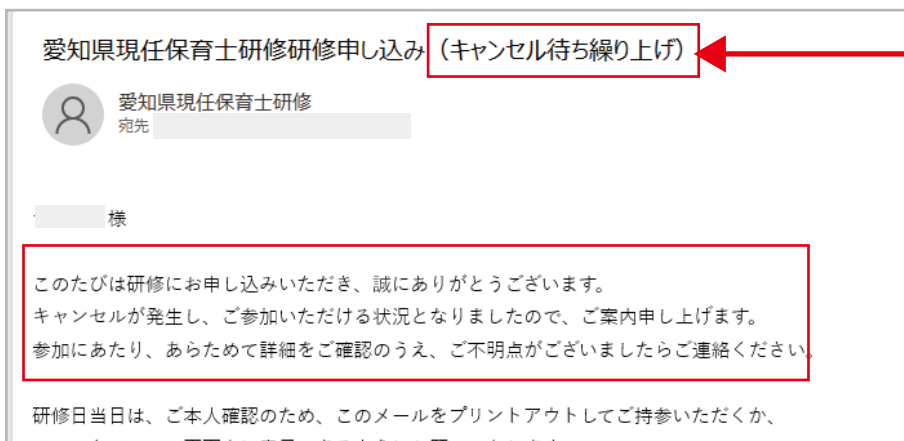 愛知県現任保育士研修研修申し込み（キャンセル待ち繰り上げ）
愛知県現任保育士研修
宛先
様
このたびは研修にお申し込みいただき、誠にありがとうございます。
キャンセルが発生し、ご参加いただける状況となりましたので、ご案内申し上げます。
参加にあたり、あらためて詳細をご確認のうえ、ご不明点がございましたらご連絡ください。
研修日当日は、ご本人確認のため、このメールをプリントアウトしてご持参いただくか、